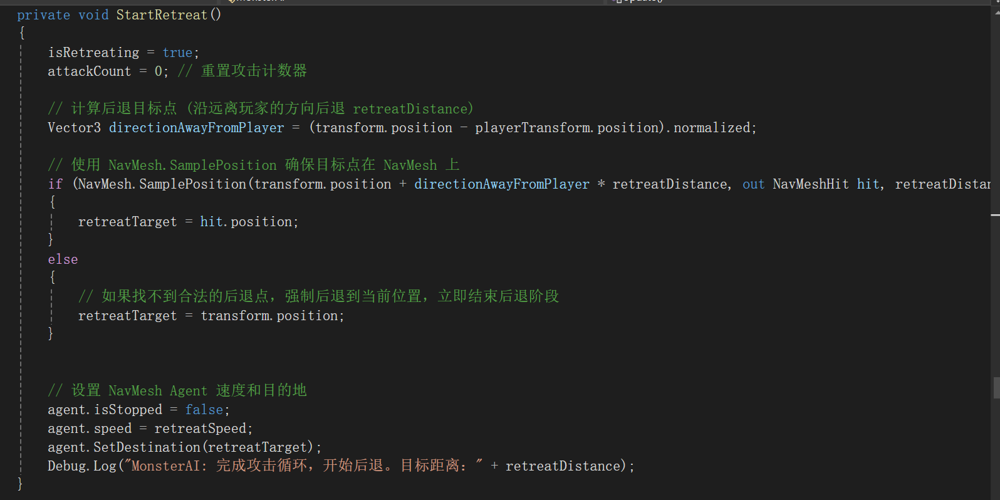 private void StartRetreat()
{
isRetreating = true;
attackCount = 0; // 重置攻击计数器
// 计算后退目标点 (沿远离玩家的方向后退 retreatDistance)
Vector3 directionAwayFromPlayer = (transform.position - playerTransform.position).normalized;
// 使用 NavMesh.SamplePosition 确保目标点在 NavMesh 上
if (NavMesh.SamplePosition(transform.position + directionAwayFromPlayer * retreatDistance, out NavMeshHit hit,
{
retreatTarget = hit.position;
}
else
{
// 如果找不到合法的后退点，强制后退到当前位置，立即结束后退阶段
retreatTarget = transform.position;
}
// 设置 NavMesh Agent 速度和目的地
agent.isStopped = false;
agent.speed = retreatSpeed;
agent.SetDestination(retreatTarget);
Debug.Log("MonsterAI: 完成攻击循环，开始后退。目标距离：" + retreatDistance);
}